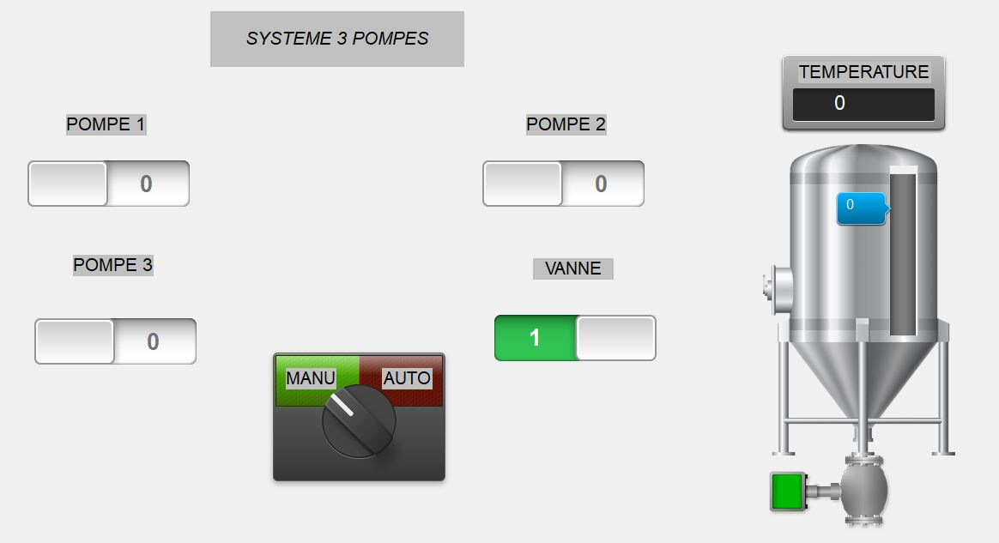 SYSTEME 3 POMPES
TEMPERATURE
0
POMPE 1
0
POMPE 2
0
0
POMPE 3
0
VANNE
1
MANU
AUTO